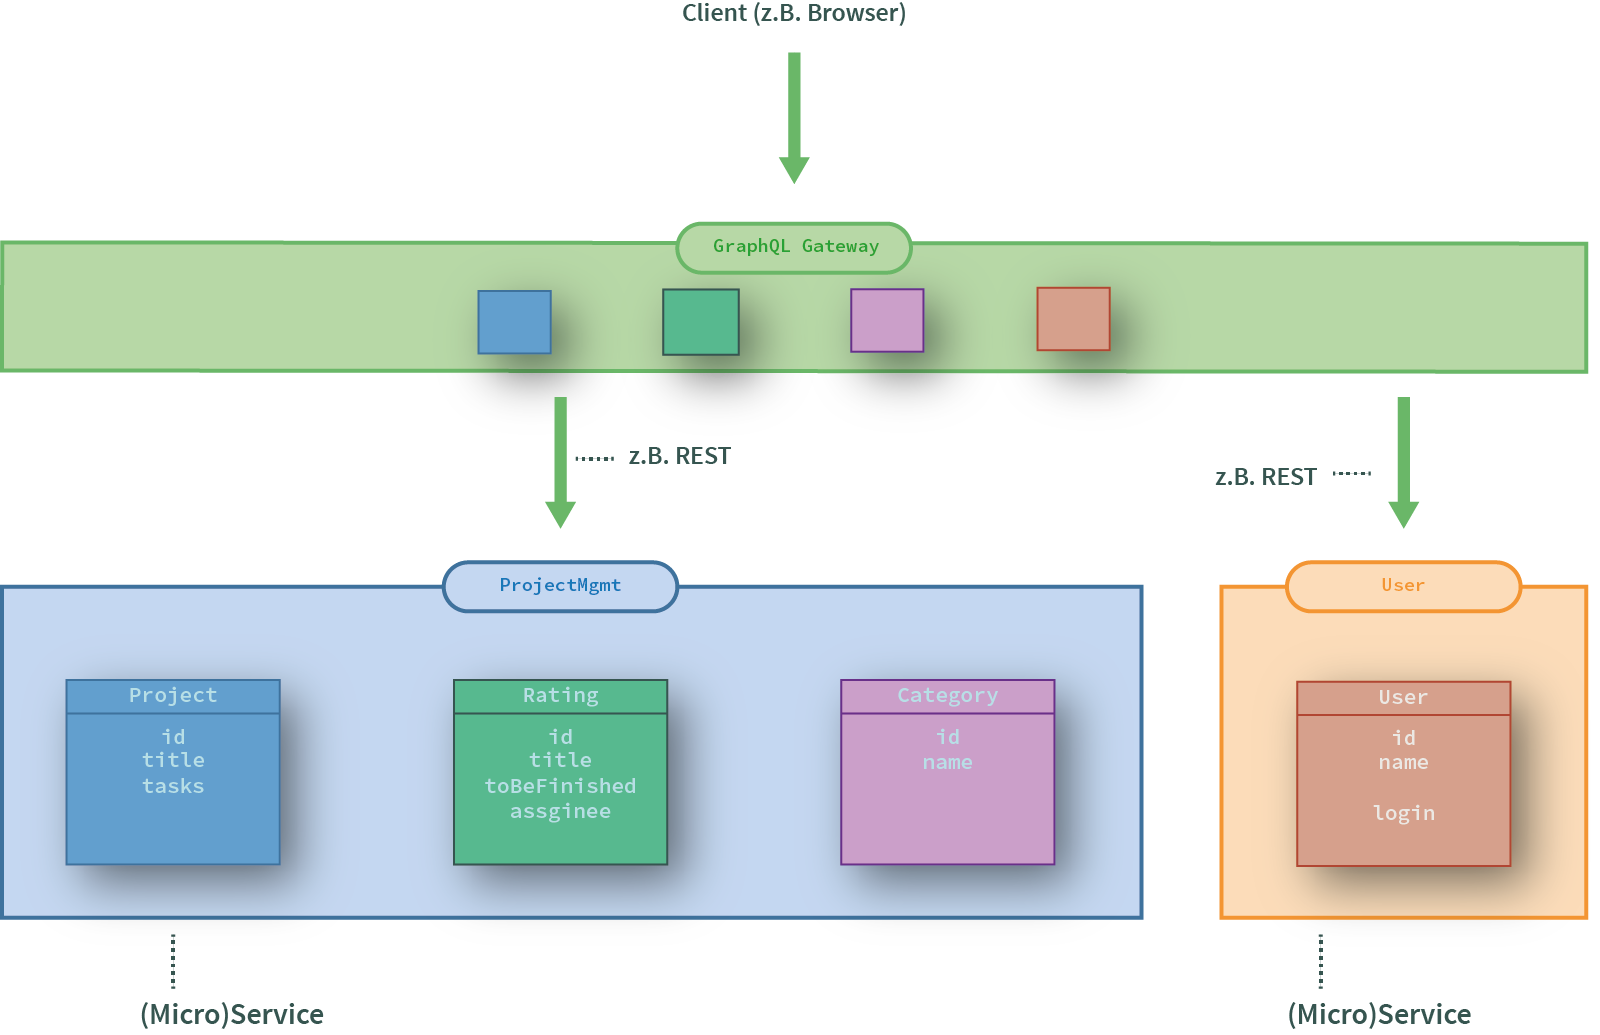 Client (z.B. Browser)
GraphQL Gateway
z.B. REST
z.B. REST
ProjectMgmt
User
Project
id
title
tasks
Rating
id
title
toBeFinished
assginee
Category
id
name
User
id
name
login
(Micro)Service
(Micro)Service